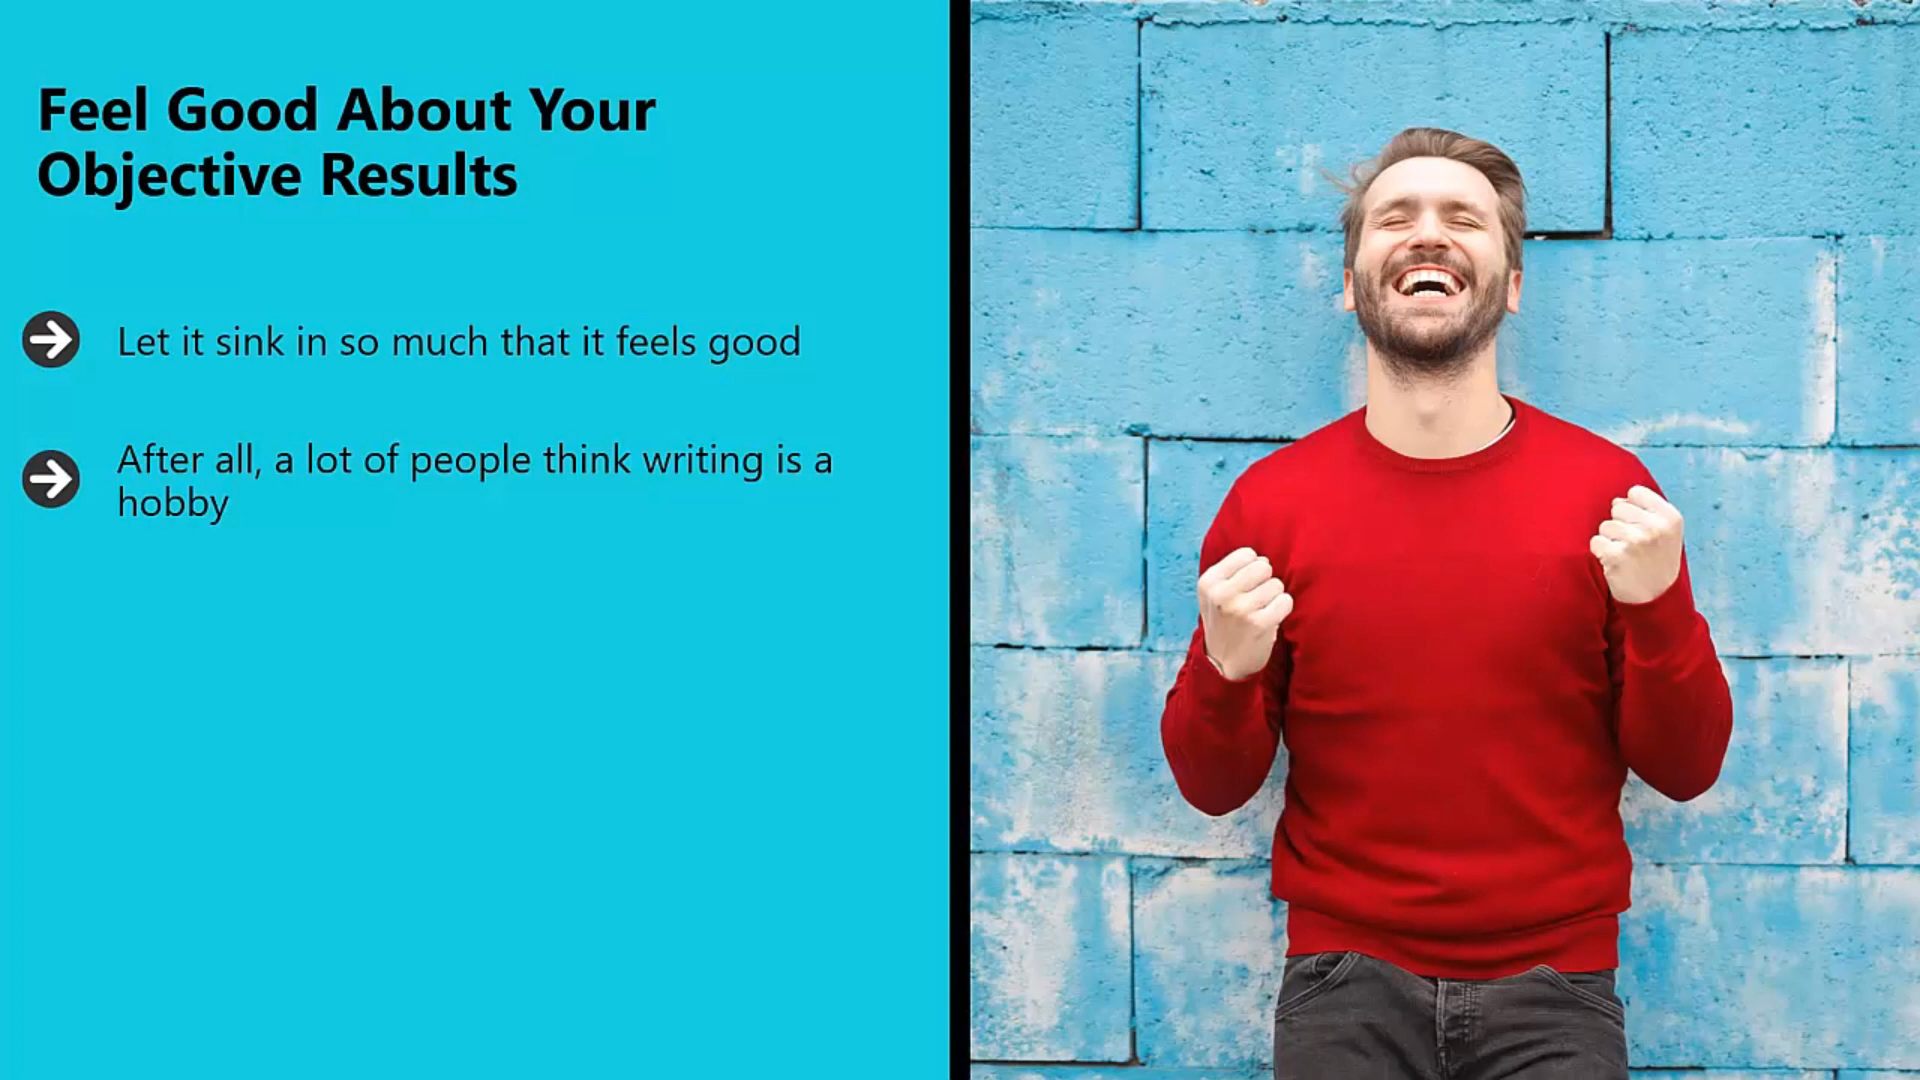 Feel Good About Your
Objective Results
Let it sink in so much that it feels good
After all, a lot of people think writing is a
hobby